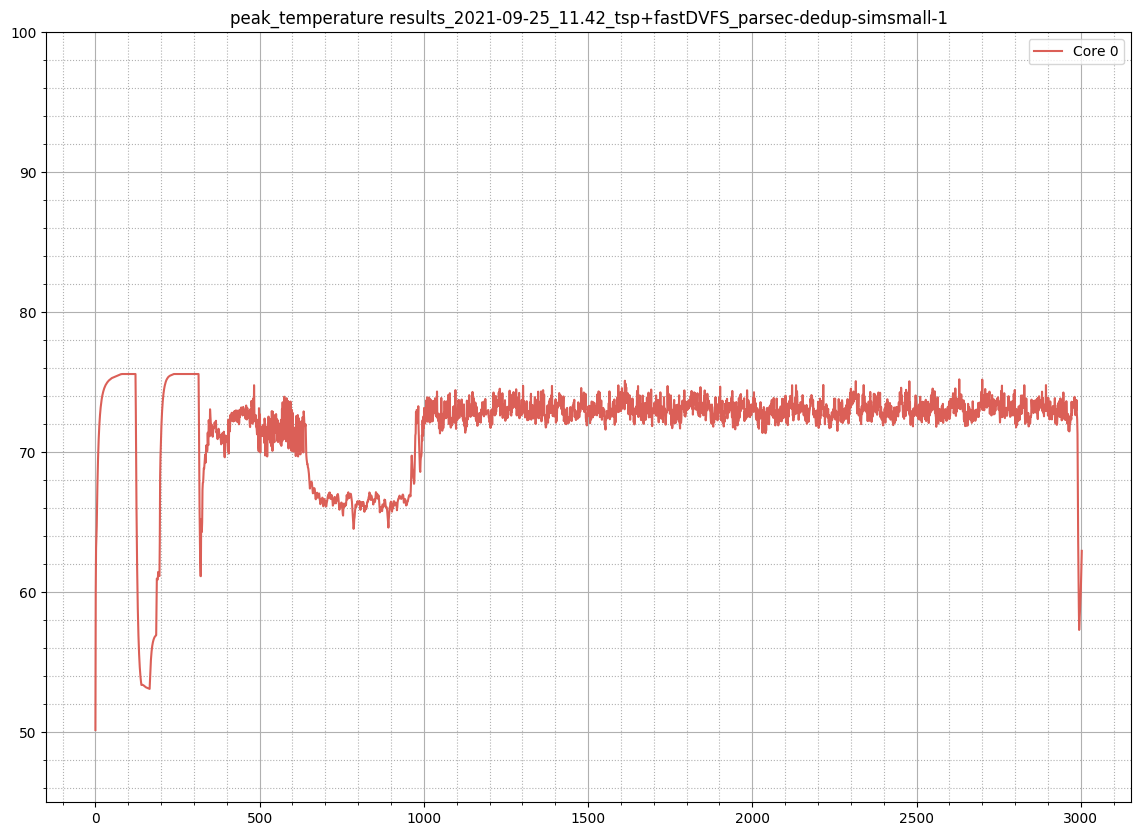 peak_temperature results_2021-09-25_11.42_tsp+fastDVFS_parsec-dedup-simsmall-1
Core 0
100
90
80
70
60
50
0 500 1000 1500 2000 2500 3000